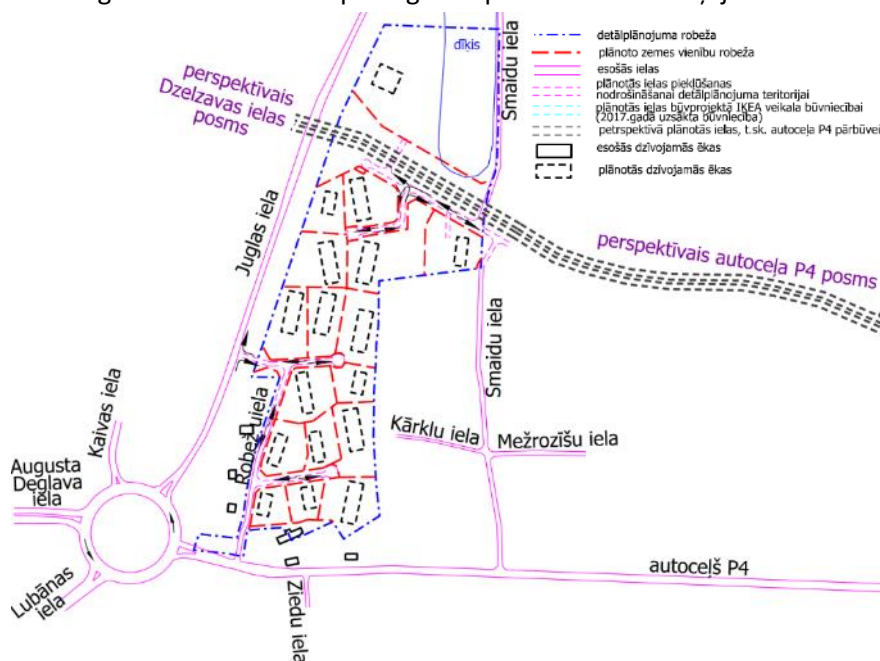 dīķis
Smaidu iela
detālplānojuma robeža
plānoto zemes vienību robeža
esošās ielas
plānotās ielas piekļūšanas
nodrošināšanai detālplānojuma teritorijai
plānotās ielas būvprojektā IKEA veikala būvniecībai
(2017.gadā uzsākta būvniecība)
petrspektīvā plānotās ielas, t.sk. autoceļa P4 pārbūvei
esošās dzīvojamās ēkas
plānotās dzīvojamās ēkas
perspektīvais
Dzelzavas ielas
posms
Juglas iela
perspektīvais autoceļa P4 posms
Smaidu iela
Kaivas iela
Robežu iela
Kārklu iela
Mežrozīšu iela
Augusta
Deglava
iela
Lubānas
iela
Ziedu iela
autoceļš P4